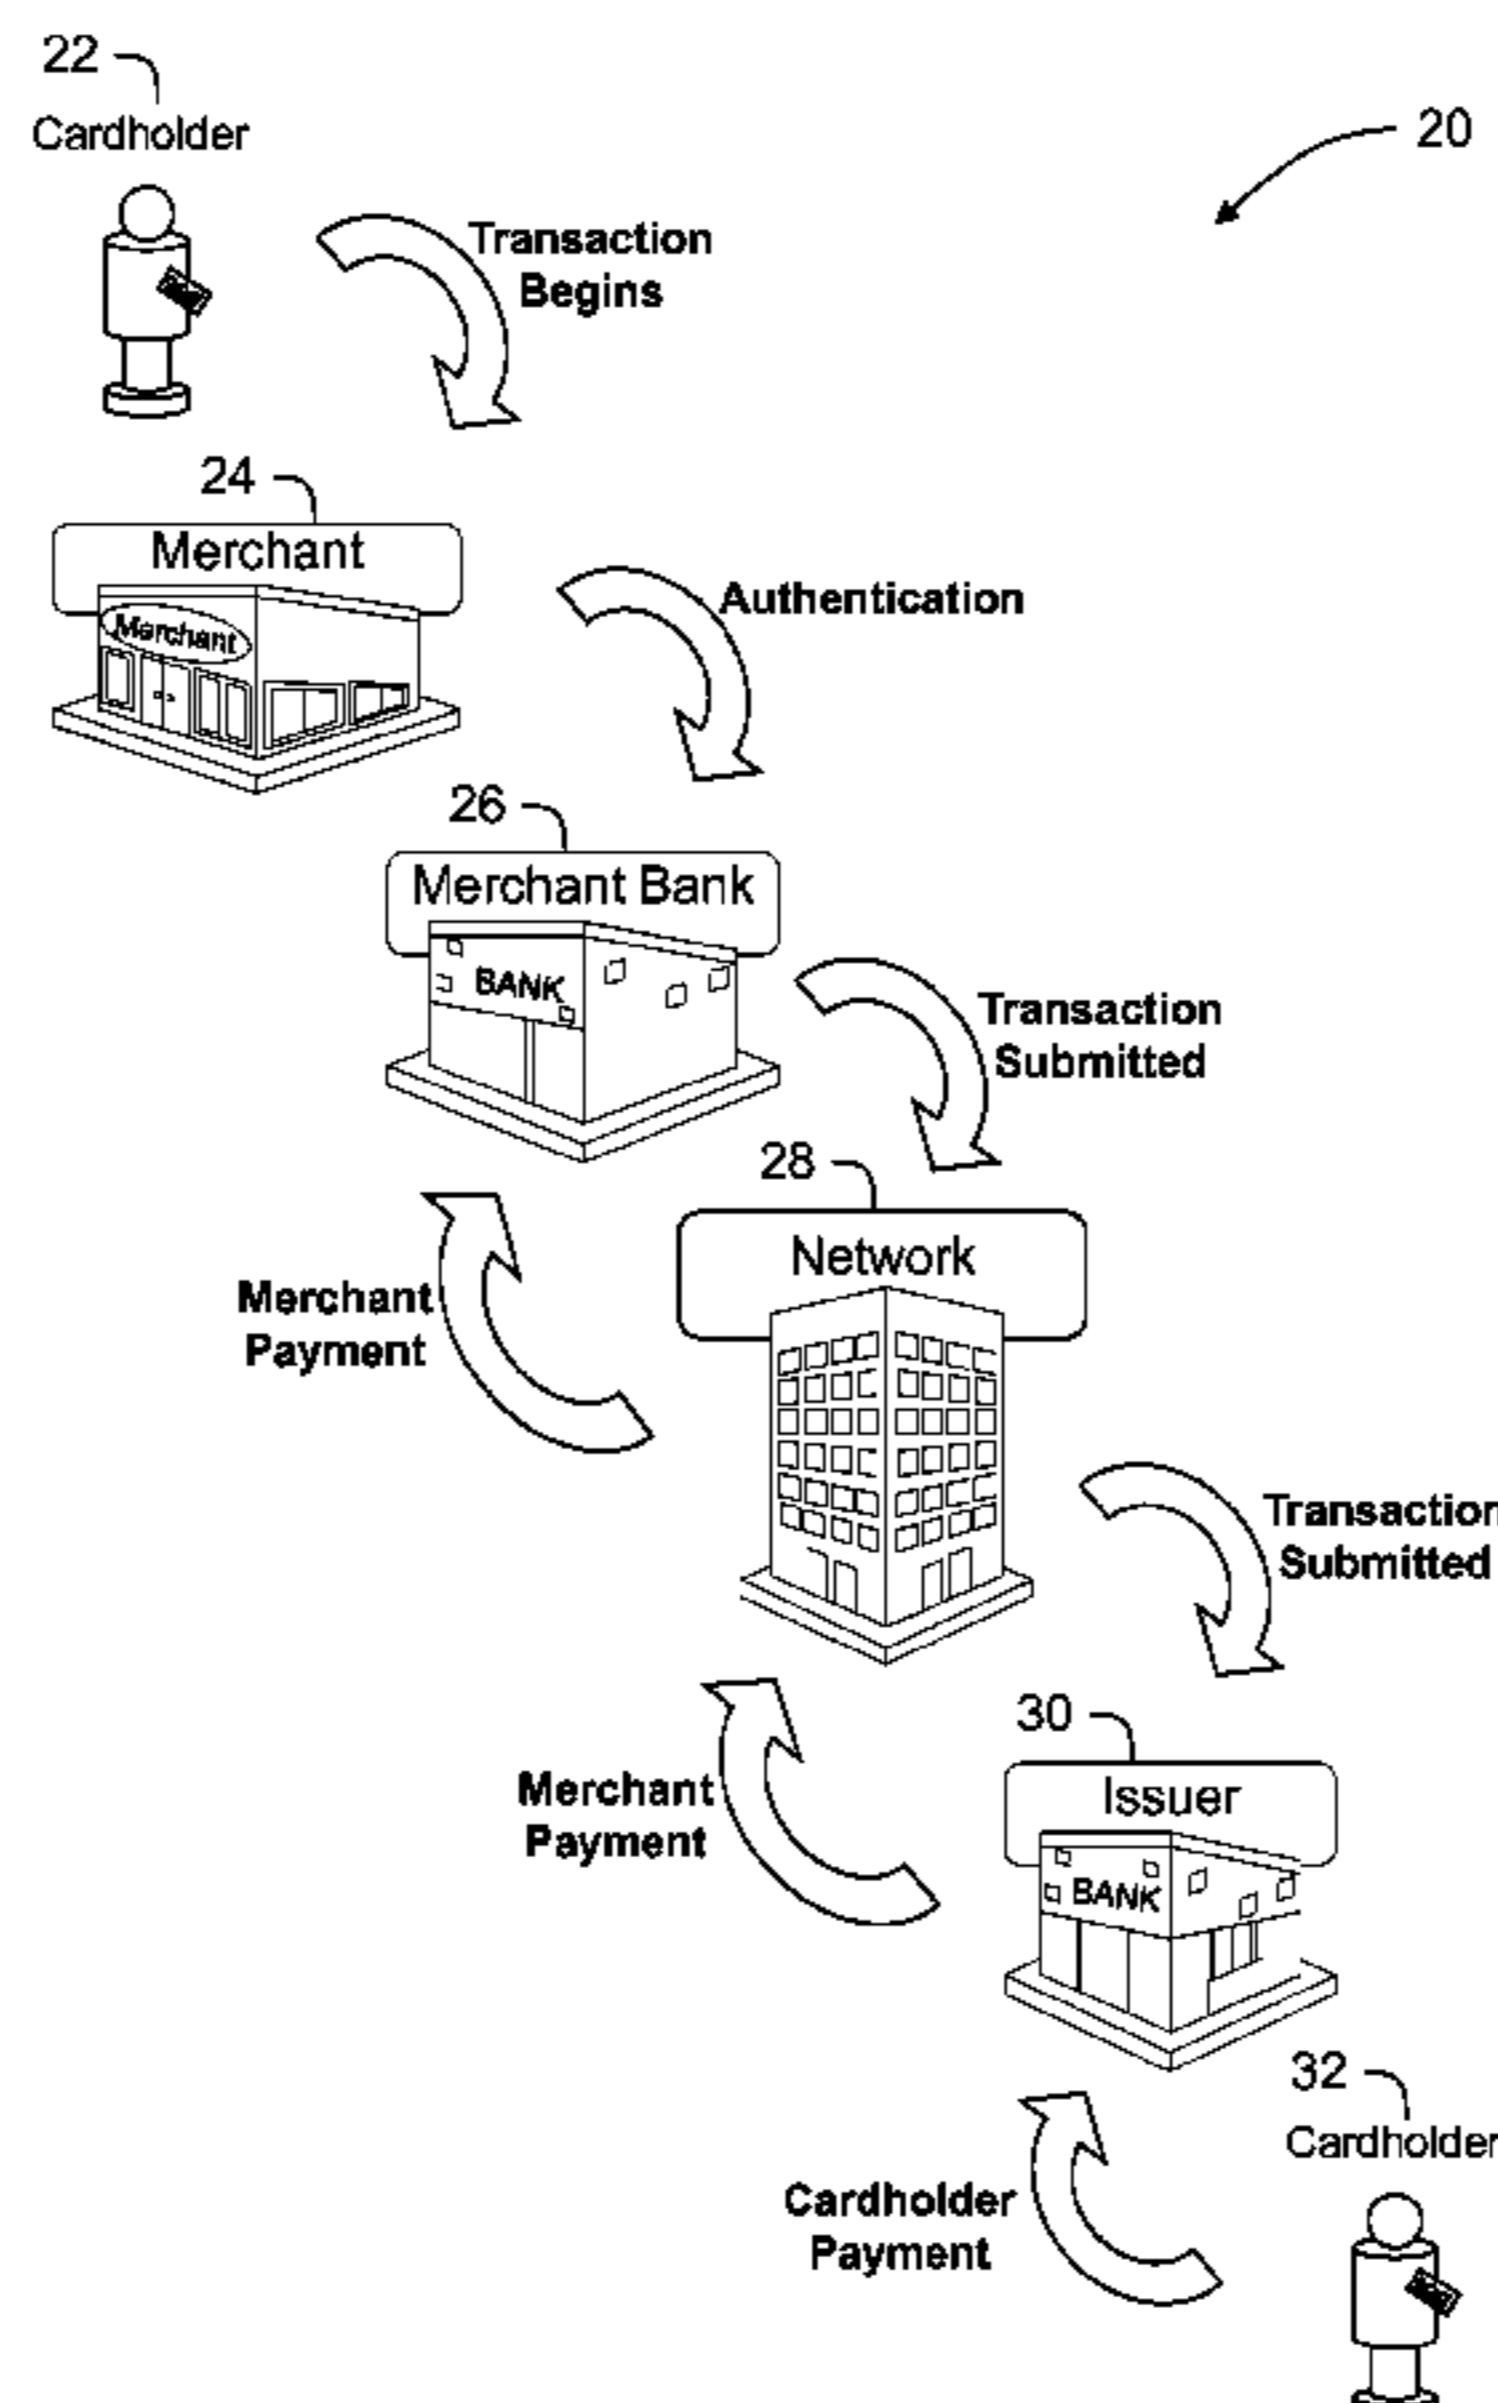 22
Cardholder
20
Transaction
Begins
24
Merchant
Merchant
Authentication
26
Merchant Bank
BANK
Transaction
Submitted
28
Network
Merchant
Payment
Transaction
Submitted
30
Issuer
BANK
Merchant
Payment
32
Cardholder
Cardholder
Payment